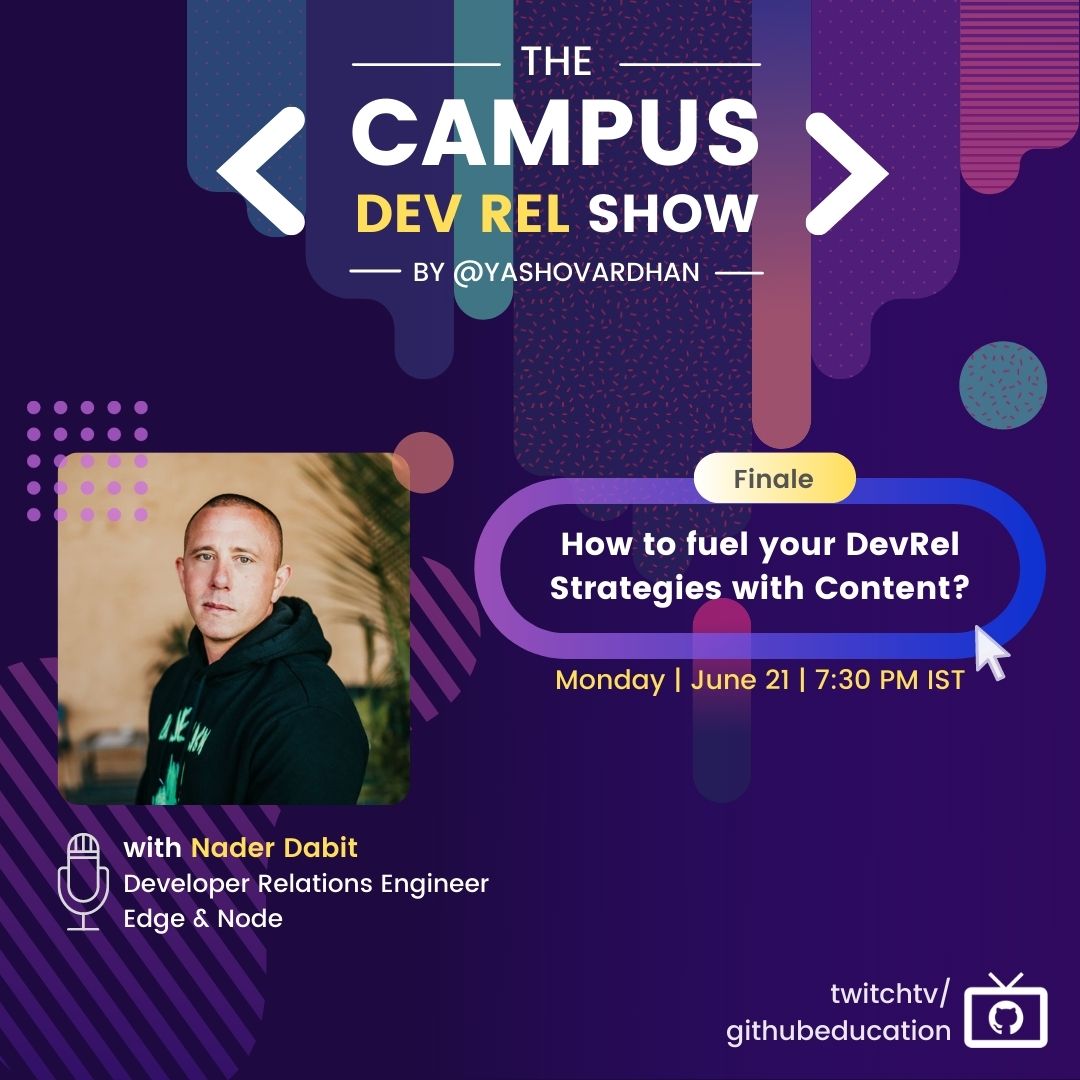 THE
CAMPUS
DEV REL SHOW
BY @YASHOVARDHAN
Finale
How to fuel your DevRel
Strategies with Content?
Monday | June 21 | 7:30 PM IST
with Nader Dabit
Developer Relations Engineer
Edge & Node
twitchtv/
githubeducation